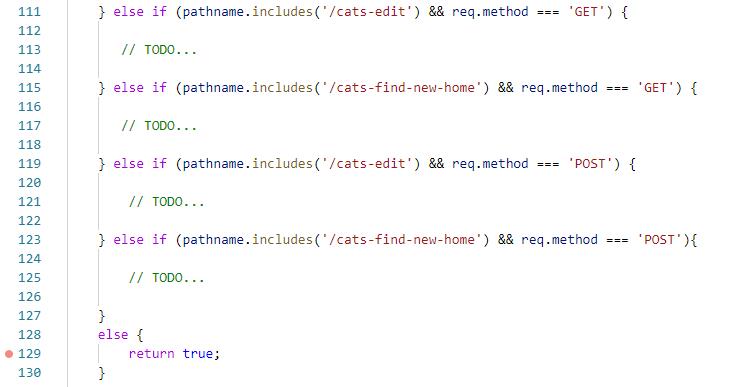 111 } else if (pathname.includes('/cats-edit') && req.method === 'GET') {
112
113 // TODO...
114
115 } else if (pathname.includes('/cats-find-new-home') && req.method === 'GET') {
116
117 // TODO...
118
119 } else if (pathname.includes('/cats-edit') && req.method === 'POST') {
120
121 // TODO...
122
123 } else if (pathname.includes('/cats-find-new-home') && req.method === 'POST'){
124
125 // TODO...
126
127 }
128 else {
129 return true;
130 }